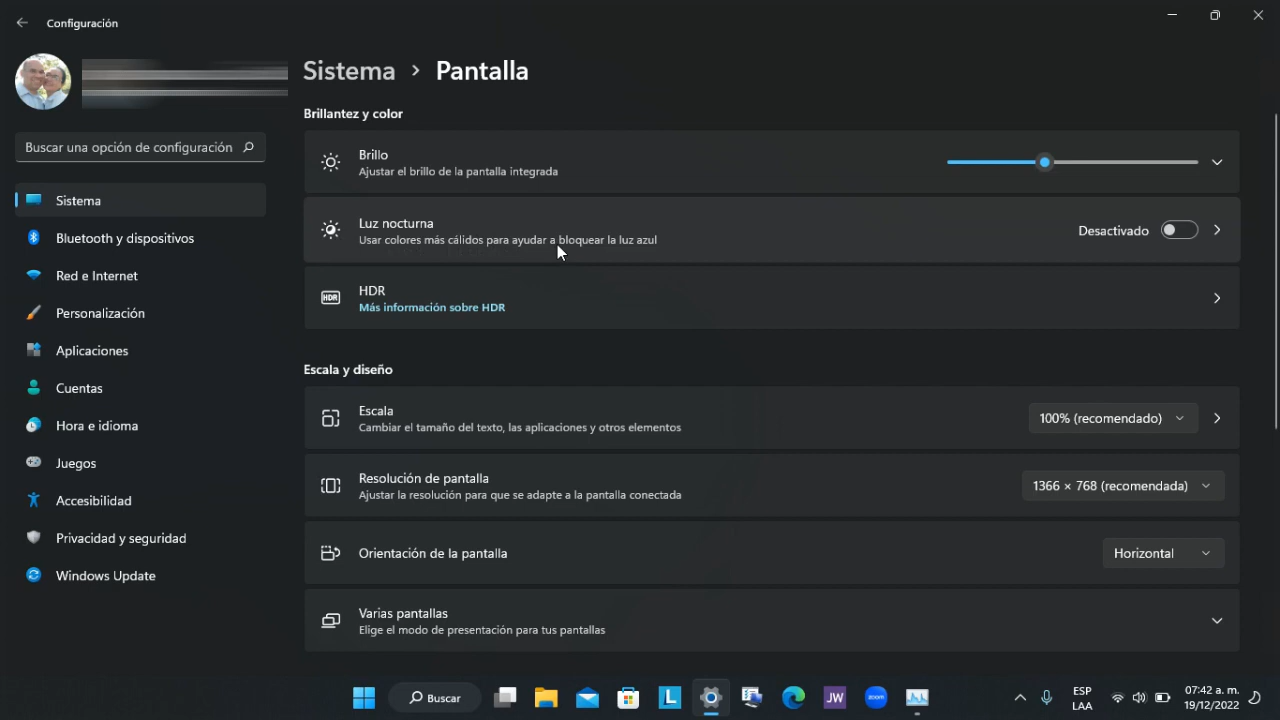 Configuración
Buscar una opción de configuración
Sistema
Bluetooth y dispositivos
Red e Internet
Personalización
Aplicaciones
Cuentas
Hora e idioma
Juegos
Accesibilidad
Privacidad y seguridad
Windows Update
Sistema > Pantalla
Brillantez y color
Brillo
Ajustar el brillo de la pantalla integrada
Luz nocturna
Usar colores más cálidos para ayudar a bloquear la luz azul
Desactivado
HDR
HDR
Más información sobre HDR
Escala y diseño
Escala
Cambiar el tamaño del texto, las aplicaciones y otros elementos
100% (recomendado)
Resolución de pantalla
Ajustar la resolución para que se adapte a la pantalla conectada
1366 × 768 (recomendada)
Orientación de la pantalla
Horizontal
Varias pantallas
Elige el modo de presentación para tus pantallas
Buscar
L
JW
zoom
ESP
LAA
07:42 a. m.
19/12/2022